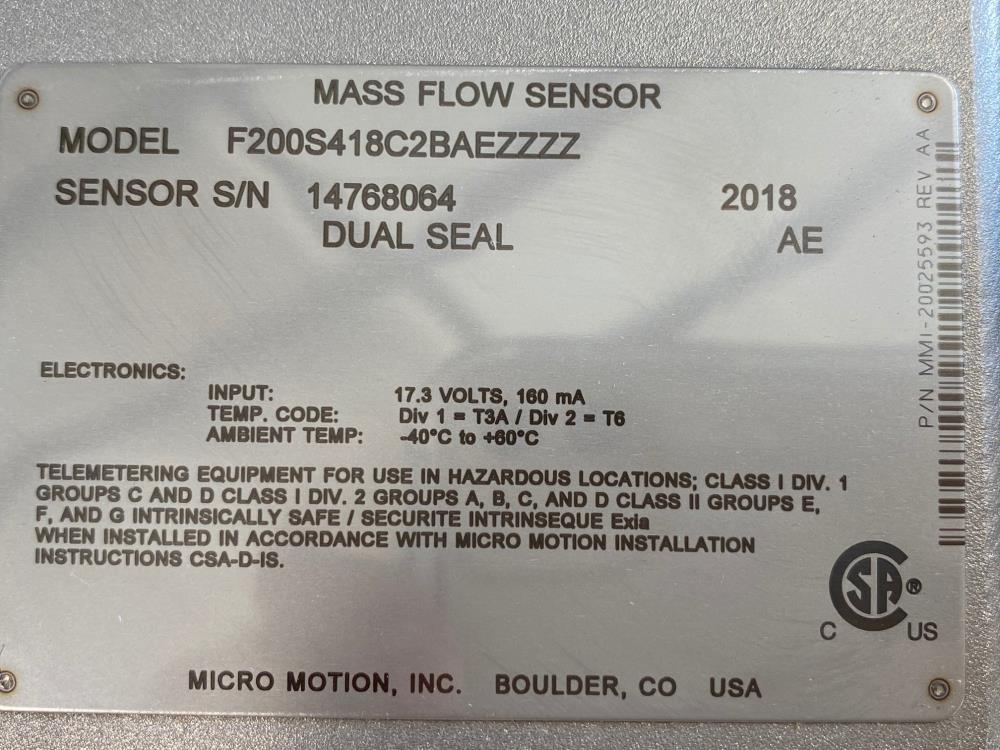 MASS FLOW SENSOR
MODEL F200S418C2BAEZZZZ
SENSOR S/N 14768064 2018
DUAL SEAL AE
ELECTRONICS:
INPUT: 17.3 VOLTS, 160 mA
TEMP. CODE: Div 1 = T3A / Div 2 = T6
AMBIENT TEMP: -40°C to +60°C
TELEMETERING EQUIPMENT FOR USE IN HAZARDOUS LOCATIONS; CLASS I DIV. 1
GROUPS C AND D CLASS I DIV. 2 GROUPS A, B, C, AND D CLASS II GROUPS E,
F, AND G INTRINSICALLY SAFE / SECURITE INTRINSEQUE Exia
WHEN INSTALLED IN ACCORDANCE WITH MICRO MOTION INSTALLATION
INSTRUCTIONS CSA-D-IS.
P/N MMI-20025593 REV AA
CSA®
C US
MICRO MOTION, INC. BOULDER, CO USA